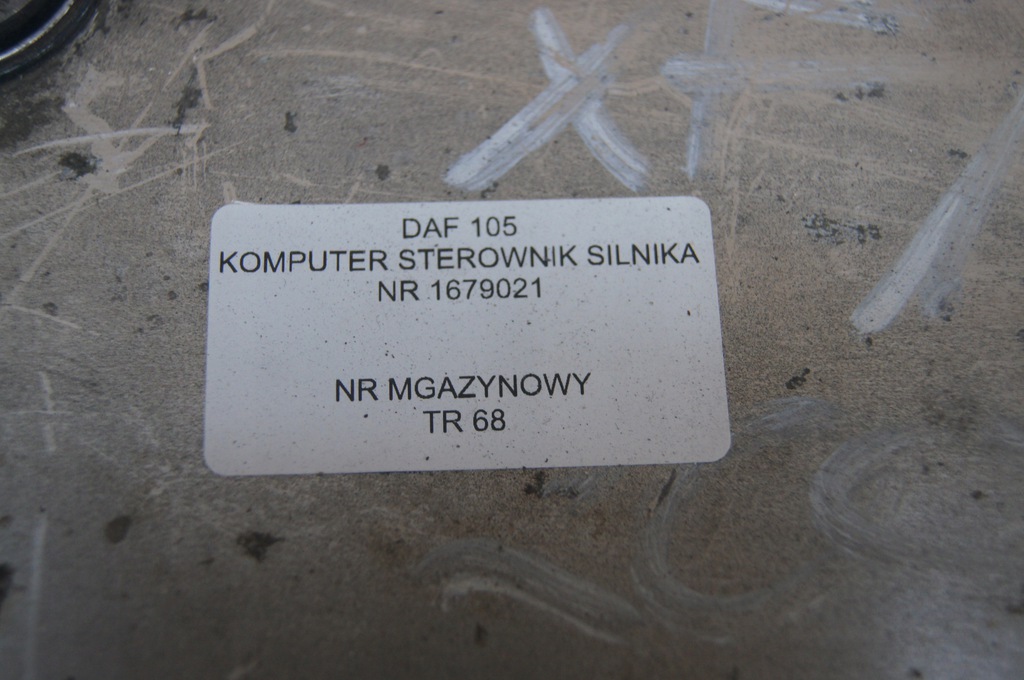 DAF 105
KOMPUTER STEROWNIK SILNIKA
NR 1679021
NR MGAZYNOWY
TR 68